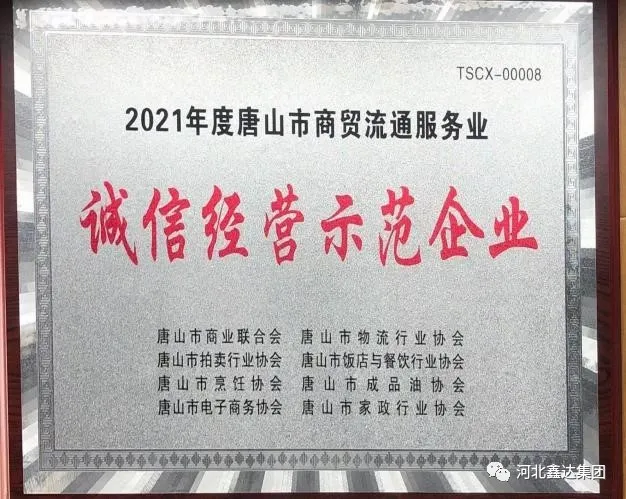 TSCX-00008
2021年度唐山市商贸流通服务业
诚信经营示范企业
唐山市商业联合会 唐山市物流行业协会
唐山市拍卖行业协会 唐山市饭店与餐饮行业协会
唐山市烹饪协会 唐山市成品油协会
唐山市电子商务协会 唐山市家政行业协会
河北鑫达集团